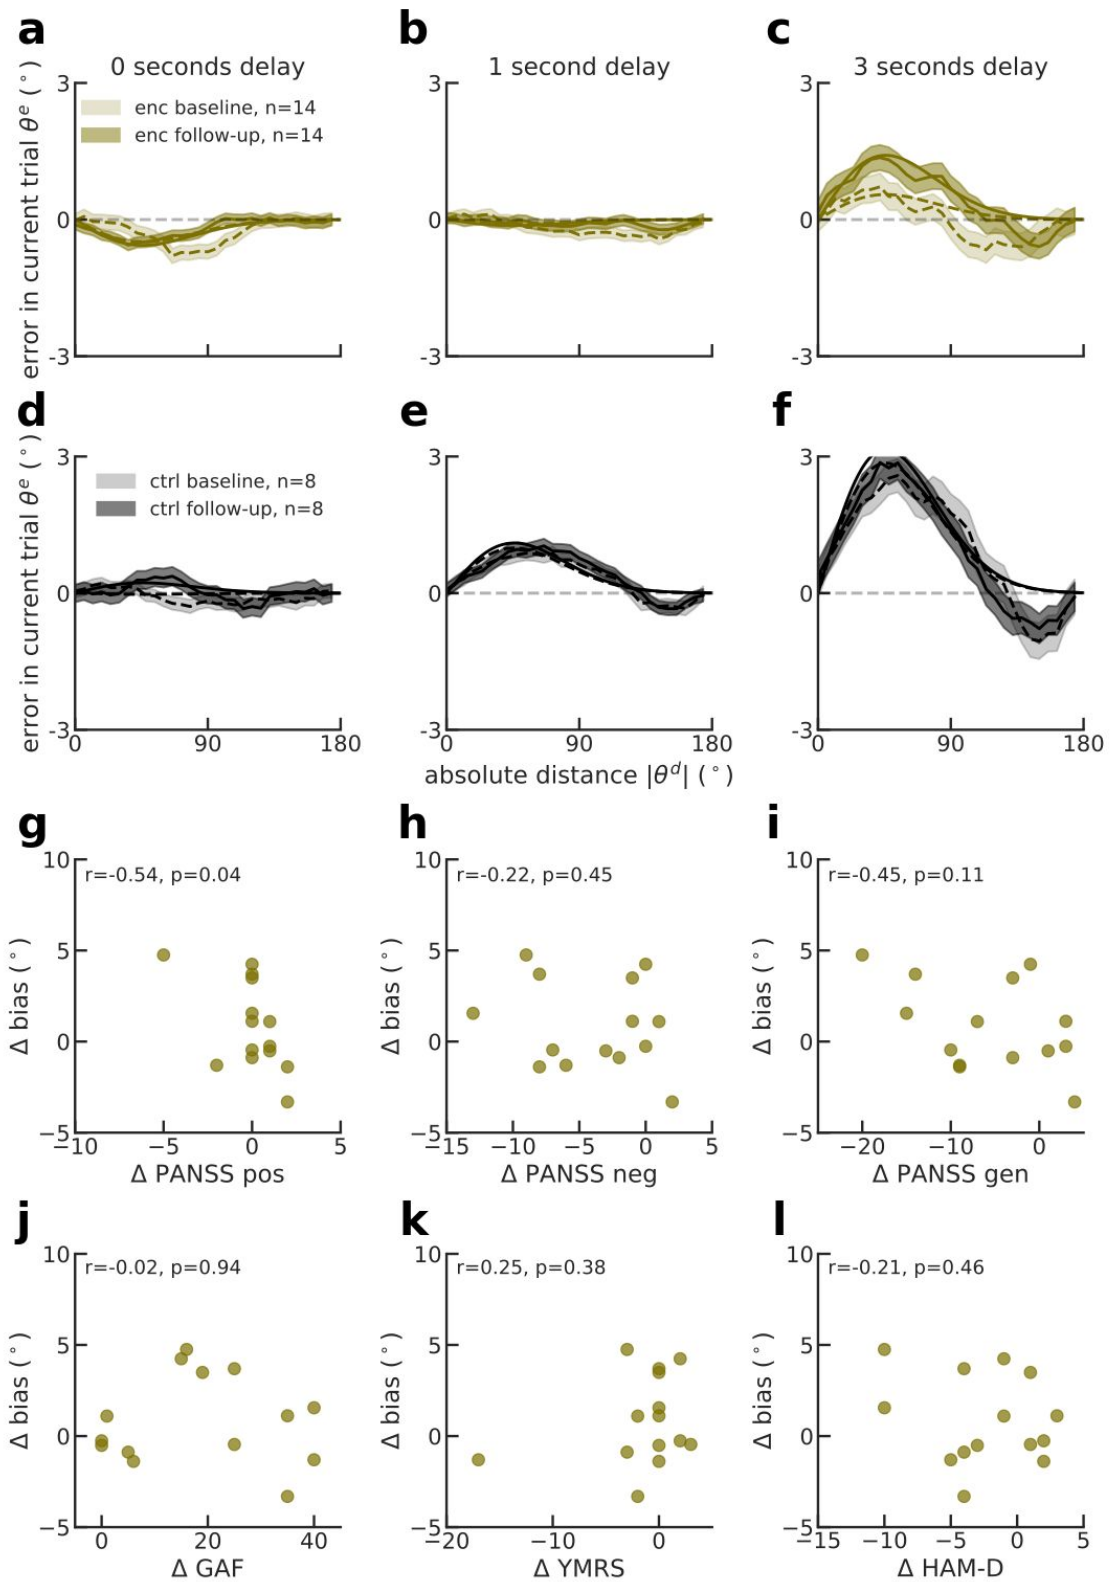 a
b
c
0 seconds delay
1 second delay
3 seconds delay
error in current trial θᵉ (°)
3
0
-3
enc baseline, n=14
enc follow-up, n=14
3
0
-3
3
0
-3
d
e
f
error in current trial θᵉ (°)
3
0
-3
ctrl baseline, n=8
ctrl follow-up, n=8
0 90 180
3
0
-3
0 90 180
absolute distance |θᵈ| (°)
3
0
-3
0 90 180
g
h
i
Δ bias (°)
10
5
0
−5
r=-0.54, p=0.04
−10 −5 0 5
Δ PANSS pos
Δ bias (°)
10
5
0
−5
r=-0.22, p=0.45
−15 −10 −5 0 5
Δ PANSS neg
Δ bias (°)
10
5
0
−5
r=-0.45, p=0.11
−20 −10 0
Δ PANSS gen
j
k
l
Δ bias (°)
10
5
0
−5
r=-0.02, p=0.94
0 20 40
Δ GAF
Δ bias (°)
10
5
0
−5
r=0.25, p=0.38
−20 −10 0
Δ YMRS
Δ bias (°)
10
5
0
−5
r=-0.21, p=0.46
−15 −10 −5 0 5
Δ HAM-D